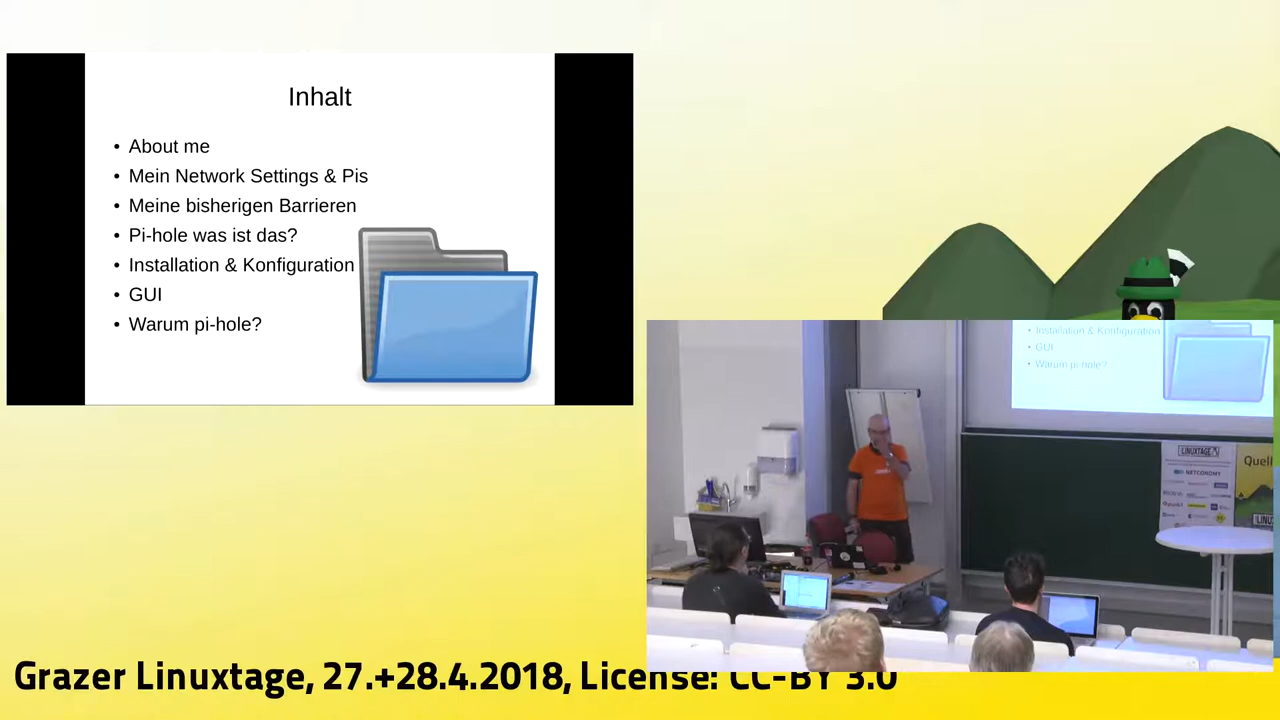 Inhalt
• About me
• Mein Network Settings & Pis
• Meine bisherigen Barrieren
• Pi-hole was ist das?
• Installation & Konfiguration
• GUI
• Warum pi-hole?
• Installation & Konfiguration
• GUI
• Warum pi-hole?
LINUXTAGE
NETCONOMY
Quell
Grazer Linuxtage, 27.+28.4.2018, License: CC-BY 3.0